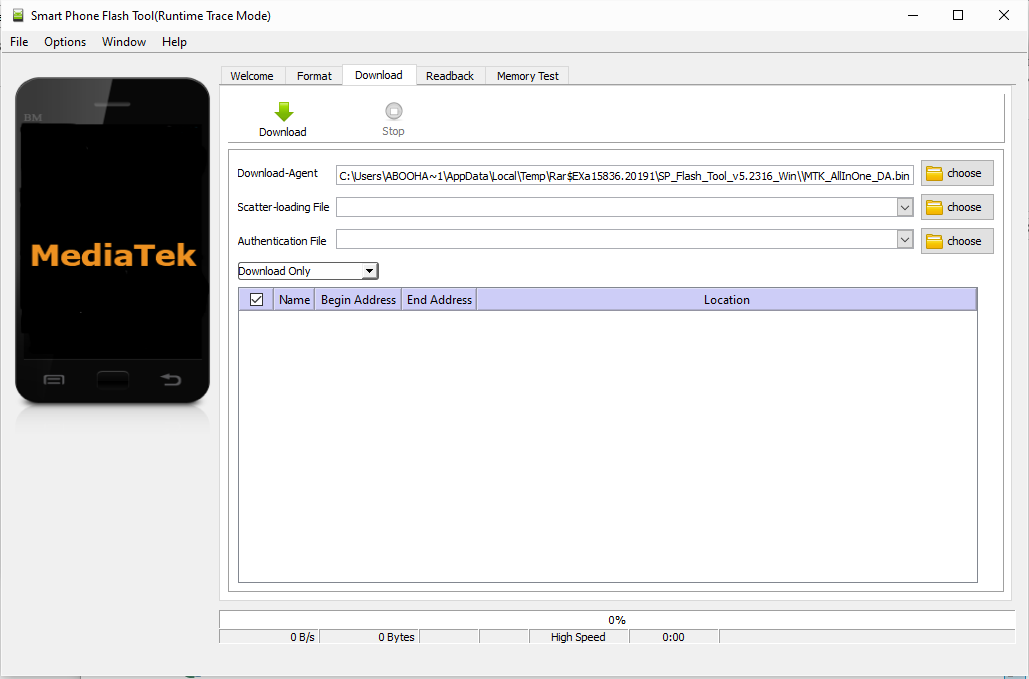 Smart Phone Flash Tool(Runtime Trace Mode)
File Options Window Help
Welcome Format Download Readback Memory Test
Download Stop
BM
MediaTek
Download-Agent C:\Users\ABOOHA~1\AppData\Local\Temp\Rar$EXa15836.20191\SP_Flash_Tool_v5.2316_Win\\MTK_AllInOne_DA.bin choose
Scatter-loading File choose
Authentication File choose
Download Only
Name Begin Address End Address Location
0%
0 B/s 0 Bytes High Speed 0:00